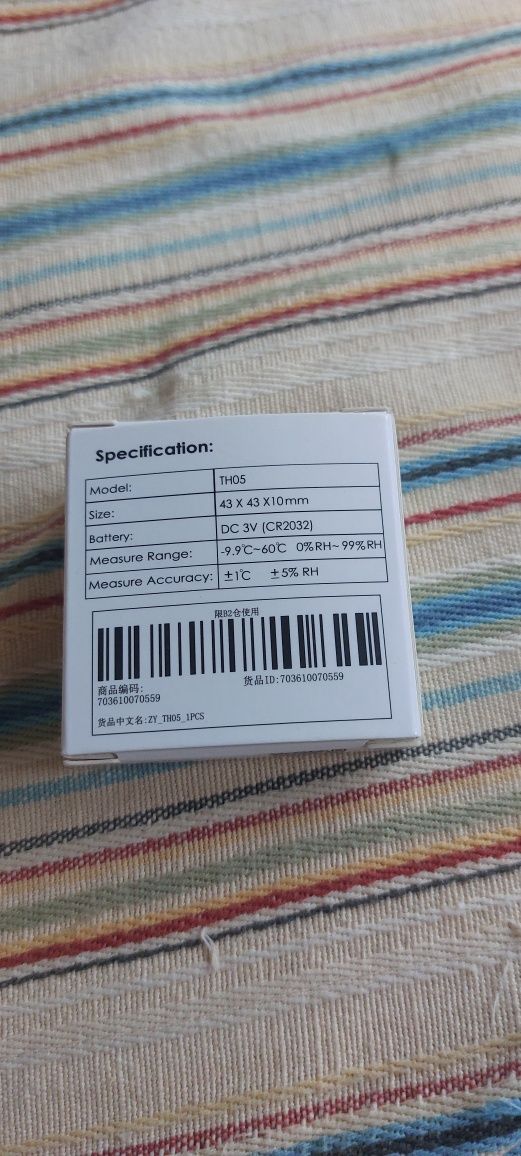 Specification:
Model: TH05
Size: 43 X 43 X10mm
Battery: DC 3V (CR2032)
Measure Range: -9.9℃~60℃ 0%RH~99%RH
Measure Accuracy: ±1℃ ±5% RH
限B2仓使用
商品编码: 货品ID:703610070559
703610070559
货品中文名:ZY_TH05_1PCS